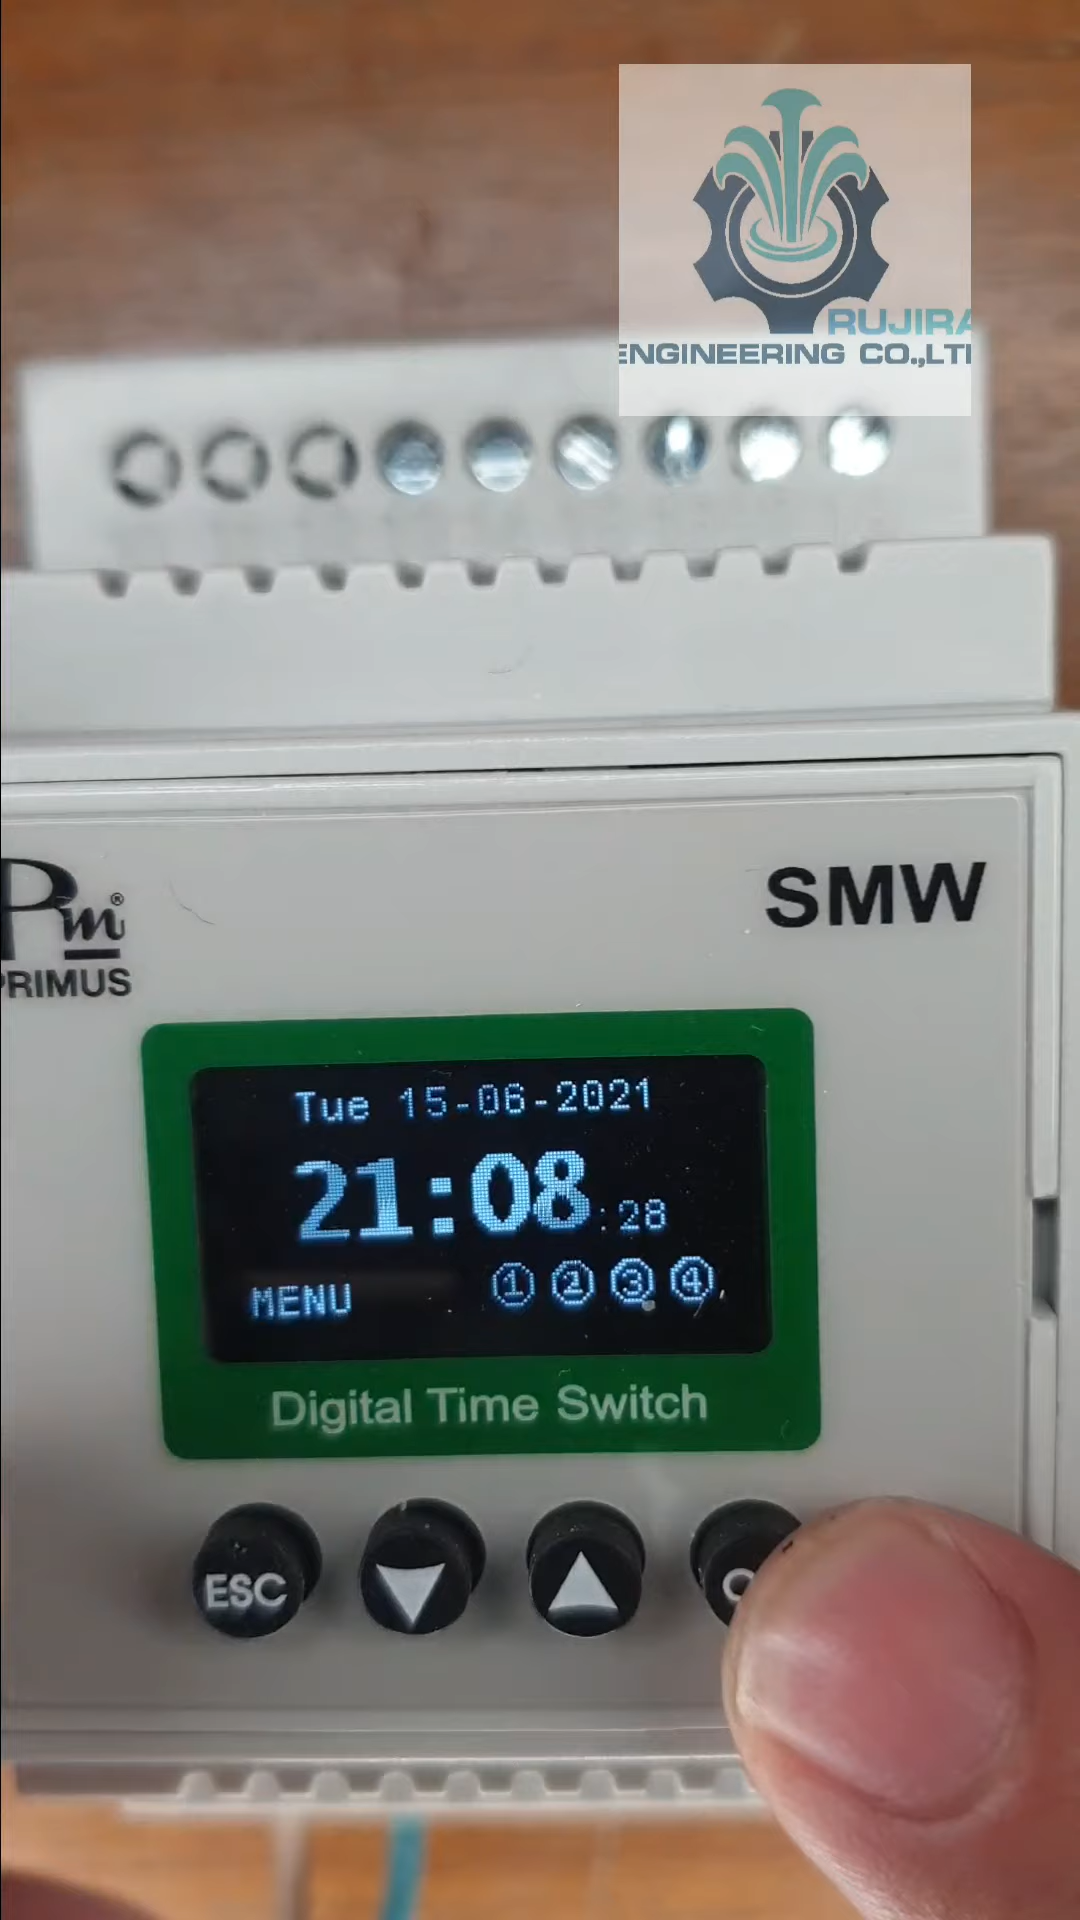 RUJIRA
ENGINEERING CO.,LT
Pm®
PRIMUS
SMW
Tue 15-06-2021
21:08:28
MENU
1 2 3 4
Digital Time Switch
ESC